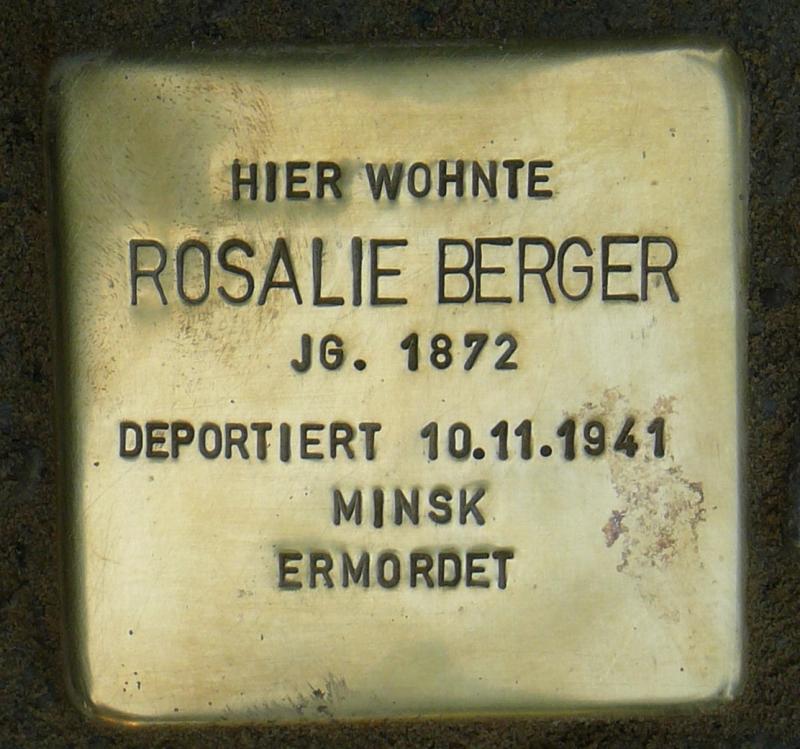 HIER WOHNTE
ROSALIE BERGER
JG. 1872
DEPORTIERT 10.11.1941
MINSK
ERMORDET